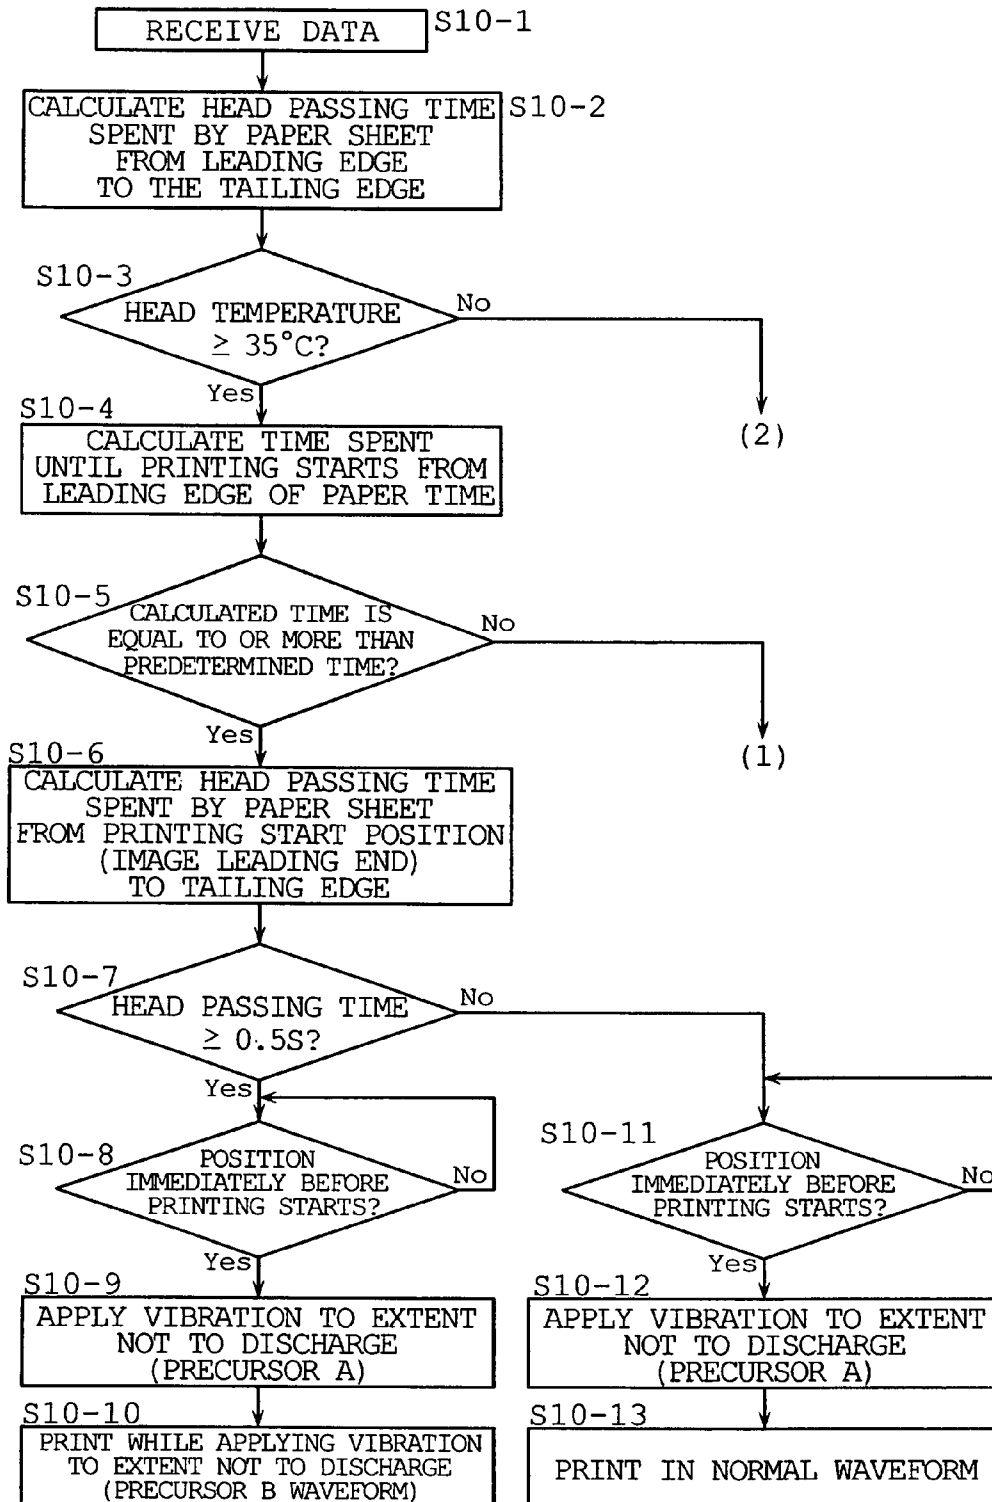 RECEIVE DATA
S10-1
CALCULATE HEAD PASSING TIME
SPENT BY PAPER SHEET
FROM LEADING EDGE
TO THE TAILING EDGE
S10-2
S10-3
HEAD TEMPERATURE
≥ 35°C?
No
(2)
Yes
S10-4
CALCULATE TIME SPENT
UNTIL PRINTING STARTS FROM
LEADING EDGE OF PAPER TIME
S10-5
CALCULATED TIME IS
EQUAL TO OR MORE THAN
PREDETERMINED TIME?
No
(1)
Yes
S10-6
CALCULATE HEAD PASSING TIME
SPENT BY PAPER SHEET
FROM PRINTING START POSITION
(IMAGE LEADING END)
TO TAILING EDGE
S10-7
HEAD PASSING TIME
≥ 0.5S?
No
Yes
S10-8
POSITION
IMMEDIATELY BEFORE
PRINTING STARTS?
No
Yes
S10-9
APPLY VIBRATION TO EXTENT
NOT TO DISCHARGE
(PRECURSOR A)
S10-10
PRINT WHILE APPLYING VIBRATION
TO EXTENT NOT TO DISCHARGE
(PRECURSOR B WAVEFORM)
S10-11
POSITION
IMMEDIATELY BEFORE
PRINTING STARTS?
No
Yes
S10-12
APPLY VIBRATION TO EXTENT
NOT TO DISCHARGE
(PRECURSOR A)
S10-13
PRINT IN NORMAL WAVEFORM